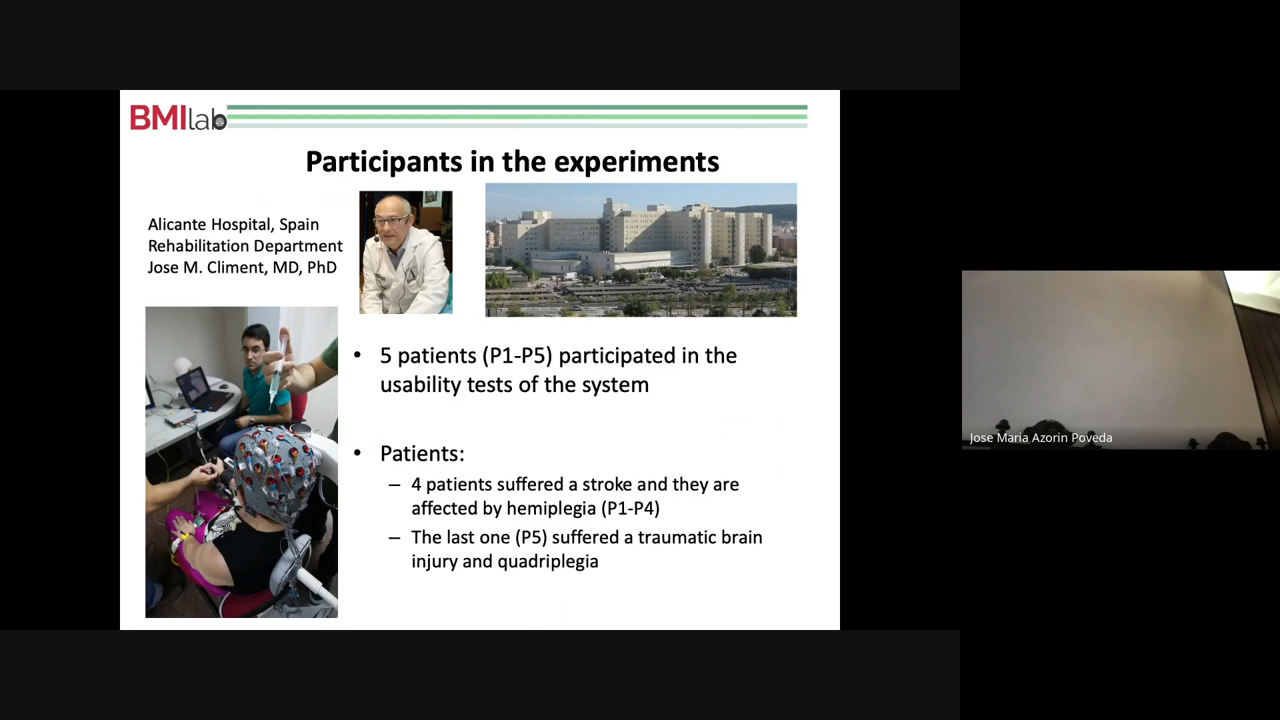 BMIlab
Participants in the experiments
Alicante Hospital, Spain
Rehabilitation Department
Jose M. Climent, MD, PhD
• 5 patients (P1-P5) participated in the
usability tests of the system
• Patients:
– 4 patients suffered a stroke and they are
affected by hemiplegia (P1-P4)
– The last one (P5) suffered a traumatic brain
injury and quadriplegia
Jose Maria Azorin Poveda